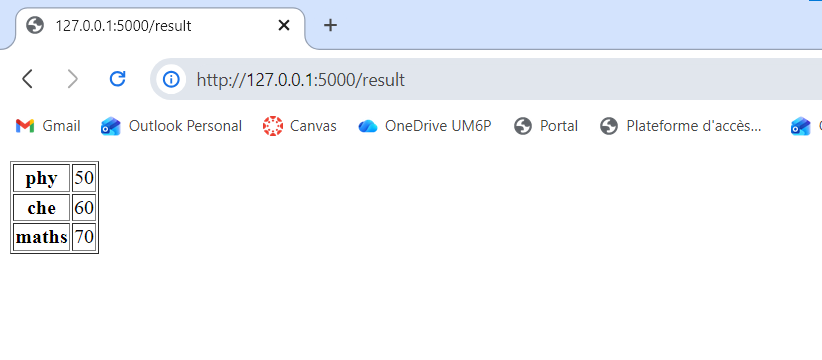 127.0.0.1:5000/result
http://127.0.0.1:5000/result
Gmail Outlook Personal Canvas OneDrive UM6P Portal Plateforme d'accès...
phy 50
che 60
maths 70